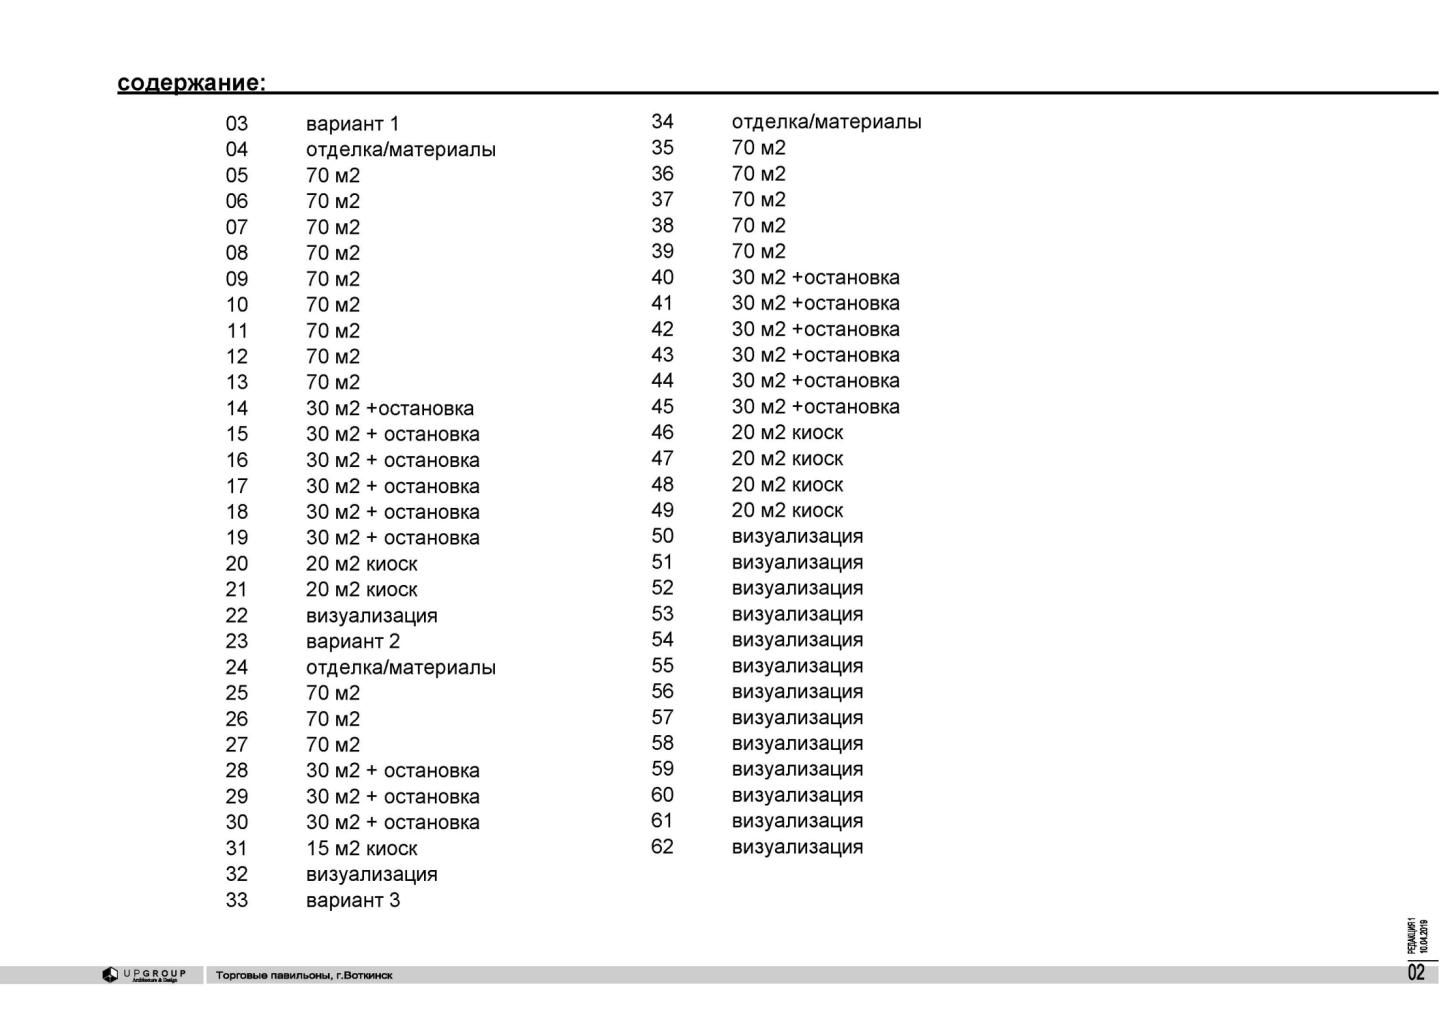 содержание:
03 вариант 1
04 отделка/материалы
05 70 м2
06 70 м2
07 70 м2
08 70 м2
09 70 м2
10 70 м2
11 70 м2
12 70 м2
13 70 м2
14 30 м2 +остановка
15 30 м2 + остановка
16 30 м2 + остановка
17 30 м2 + остановка
18 30 м2 + остановка
19 30 м2 + остановка
20 20 м2 киоск
21 20 м2 киоск
22 визуализация
23 вариант 2
24 отделка/материалы
25 70 м2
26 70 м2
27 70 м2
28 30 м2 + остановка
29 30 м2 + остановка
30 30 м2 + остановка
31 15 м2 киоск
32 визуализация
33 вариант 3
34 отделка/материалы
35 70 м2
36 70 м2
37 70 м2
38 70 м2
39 70 м2
40 30 м2 +остановка
41 30 м2 +остановка
42 30 м2 +остановка
43 30 м2 +остановка
44 30 м2 +остановка
45 30 м2 +остановка
46 20 м2 киоск
47 20 м2 киоск
48 20 м2 киоск
49 20 м2 киоск
50 визуализация
51 визуализация
52 визуализация
53 визуализация
54 визуализация
55 визуализация
56 визуализация
57 визуализация
58 визуализация
59 визуализация
60 визуализация
61 визуализация
62 визуализация
РЕДАКЦИЯ 1
10.04.2019
UPGROUP
Architecture & Design
Торговые павильоны, г.Воткинск
02